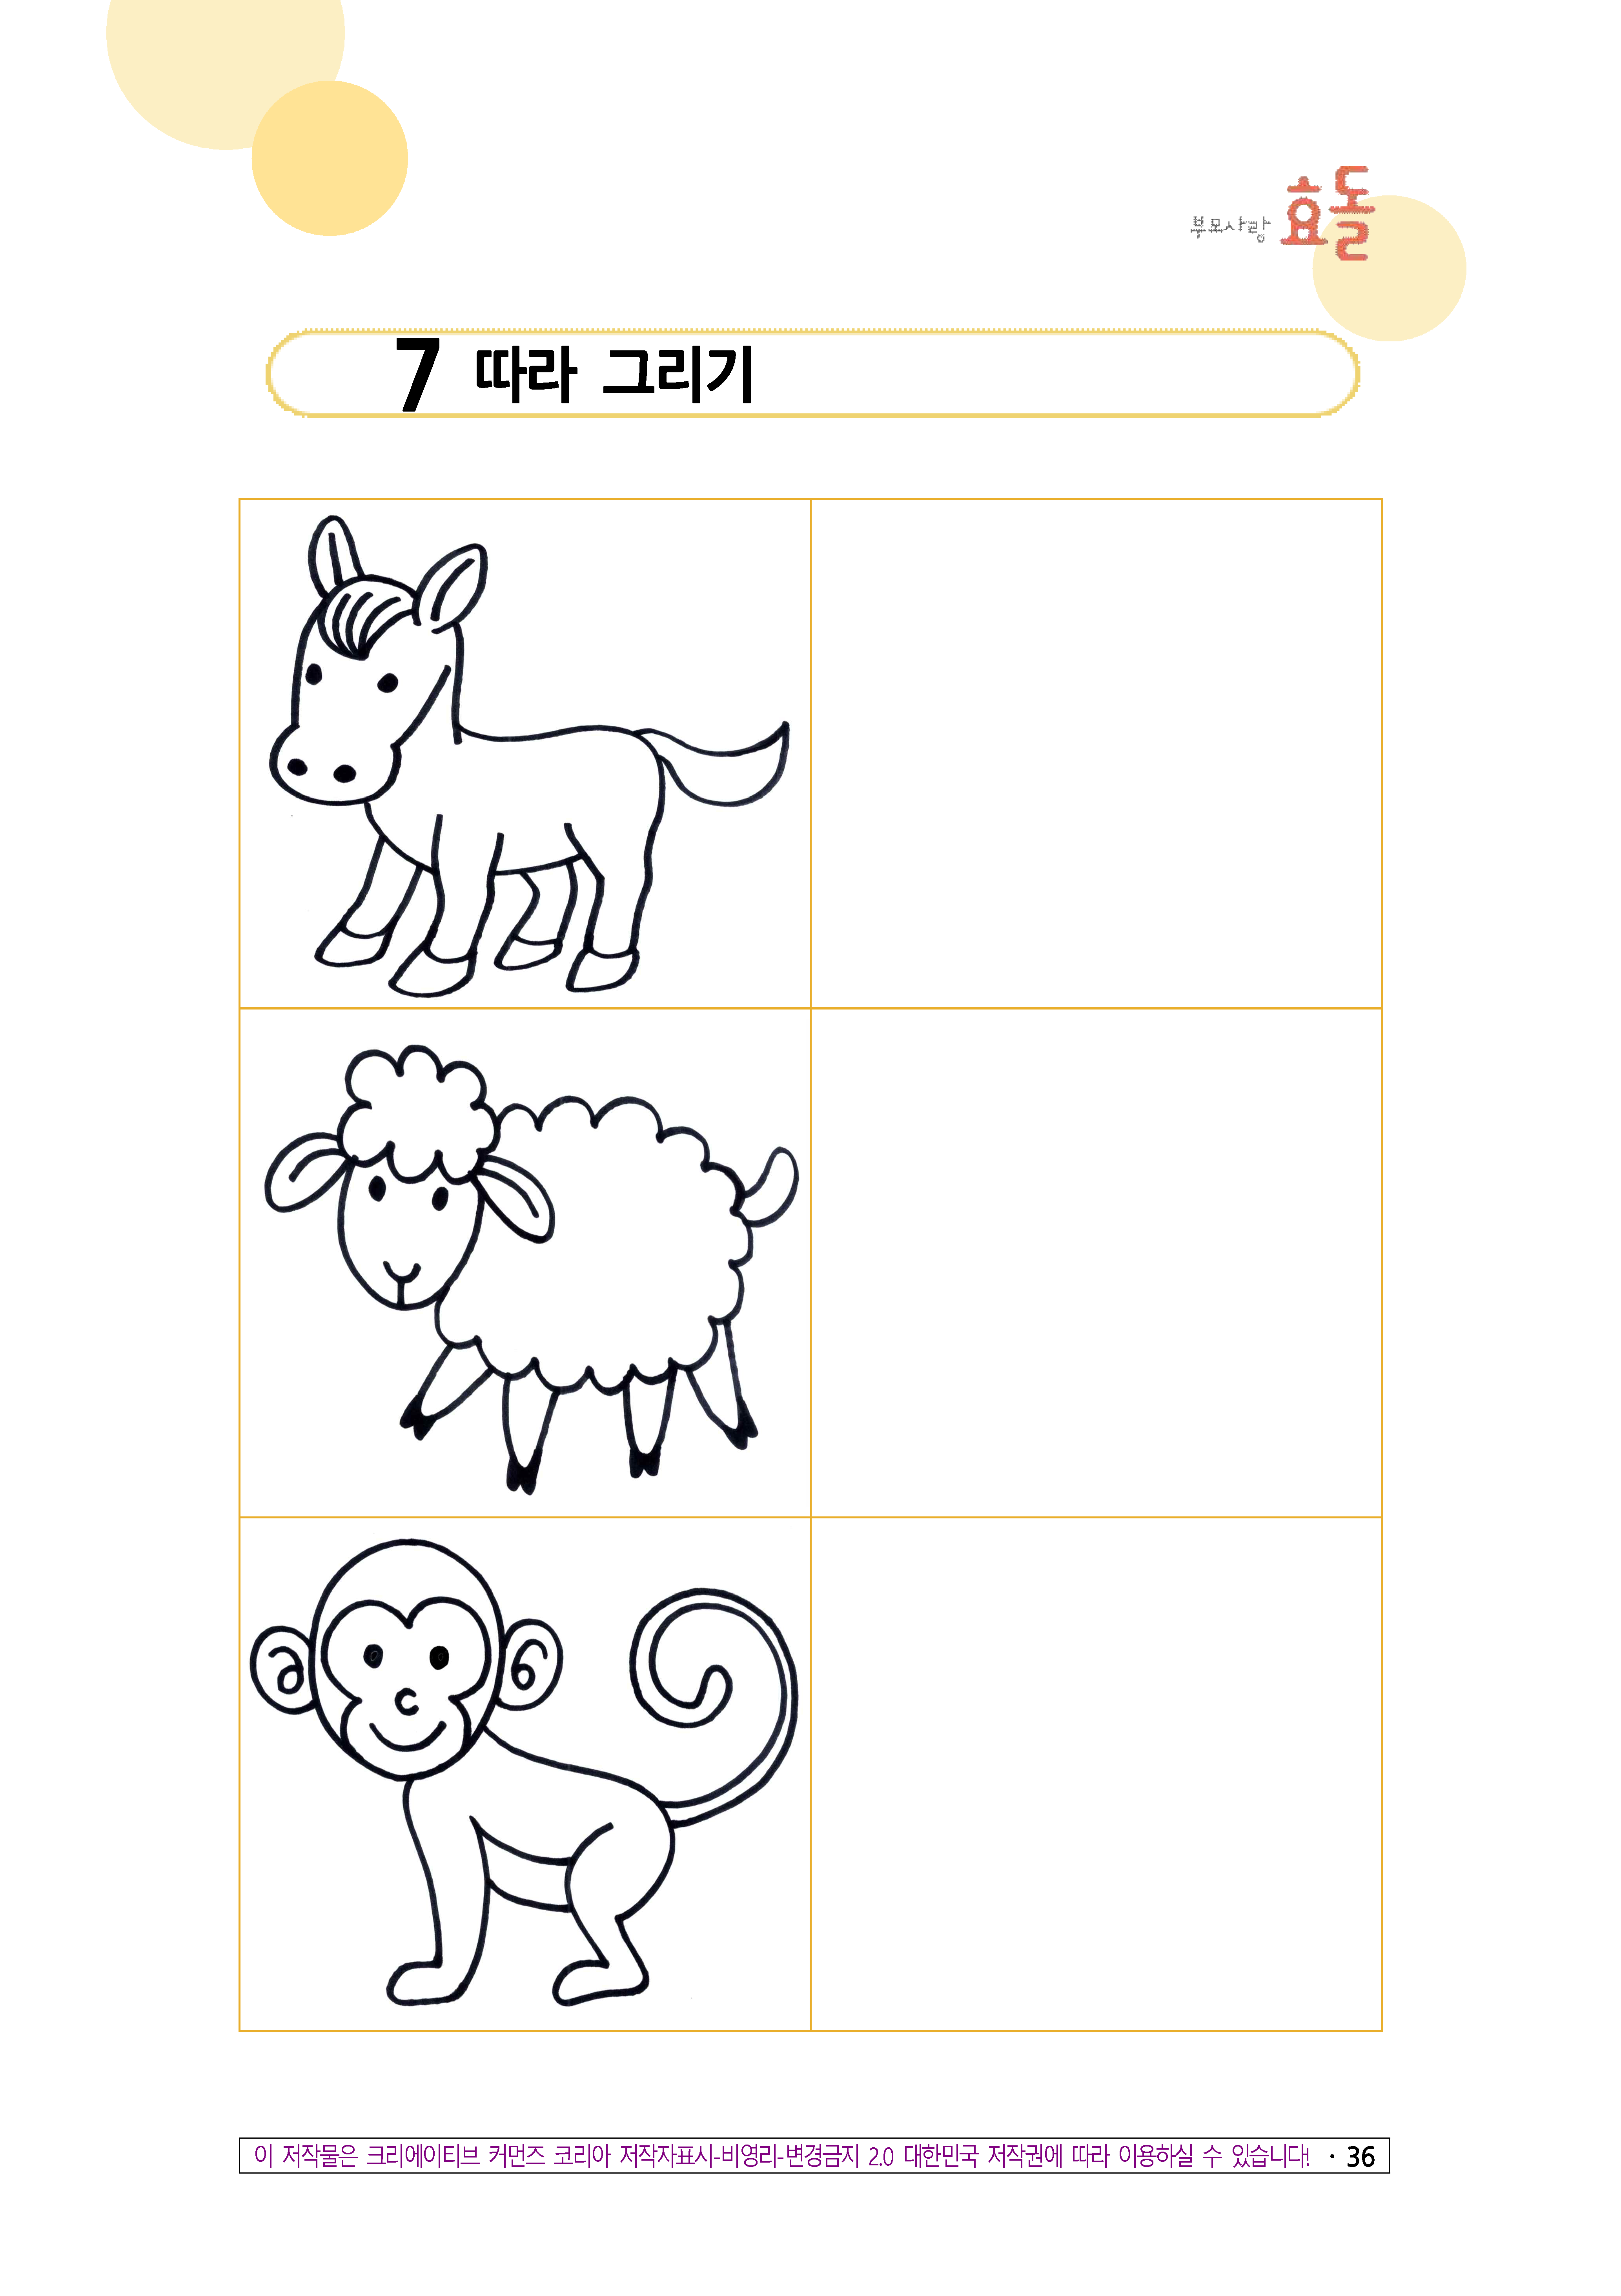 부모사랑 효돌
7 따라 그리기
이 저작물은 크리에이티브 커먼즈 코리아 저작자표시-비영리-변경금지 2.0 대한민국 저작권에 따라 이용하실 수 있습니다! · 36